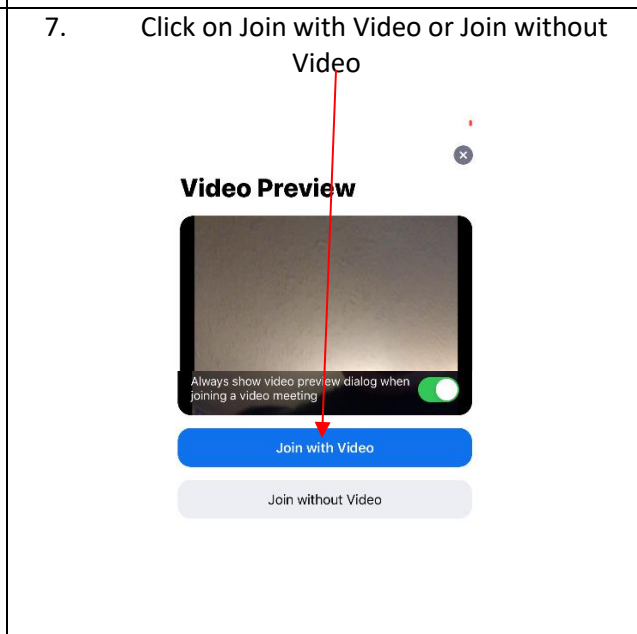 7. Click on Join with Video or Join without
Video
Video Preview
Always show video preview dialog when
joining a video meeting
Join with Video
Join without Video